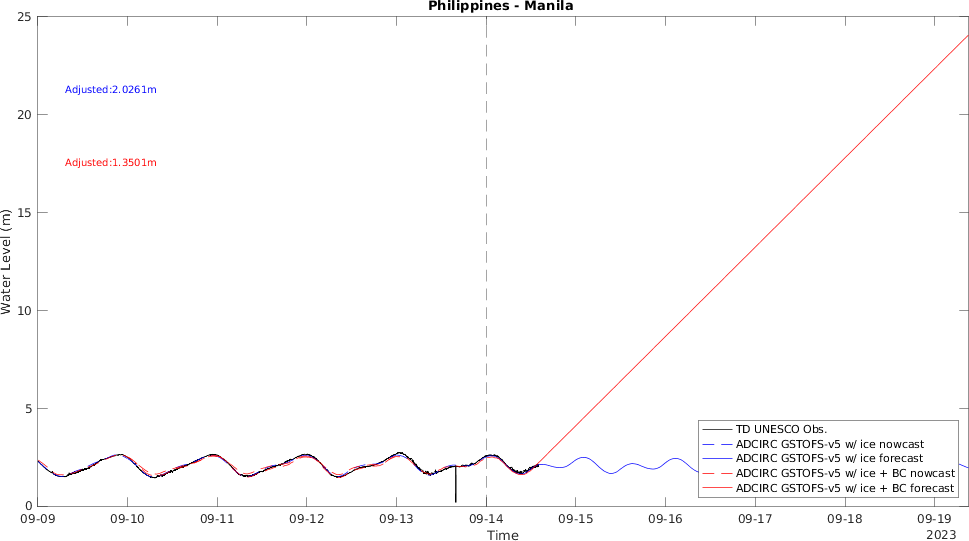 Philippines - Manila
25
Adjusted:2.0261m
20
Adjusted:1.3501m
15
Water Level (m)
10
5
0
TD UNESCO Obs.
ADCIRC GSTOFS-v5 w/ ice nowcast
ADCIRC GSTOFS-v5 w/ ice forecast
ADCIRC GSTOFS-v5 w/ ice + BC nowcast
ADCIRC GSTOFS-v5 w/ ice + BC forecast
09-09 09-10 09-11 09-12 09-13 09-14 09-15 09-16 09-17 09-18 09-19
Time
2023